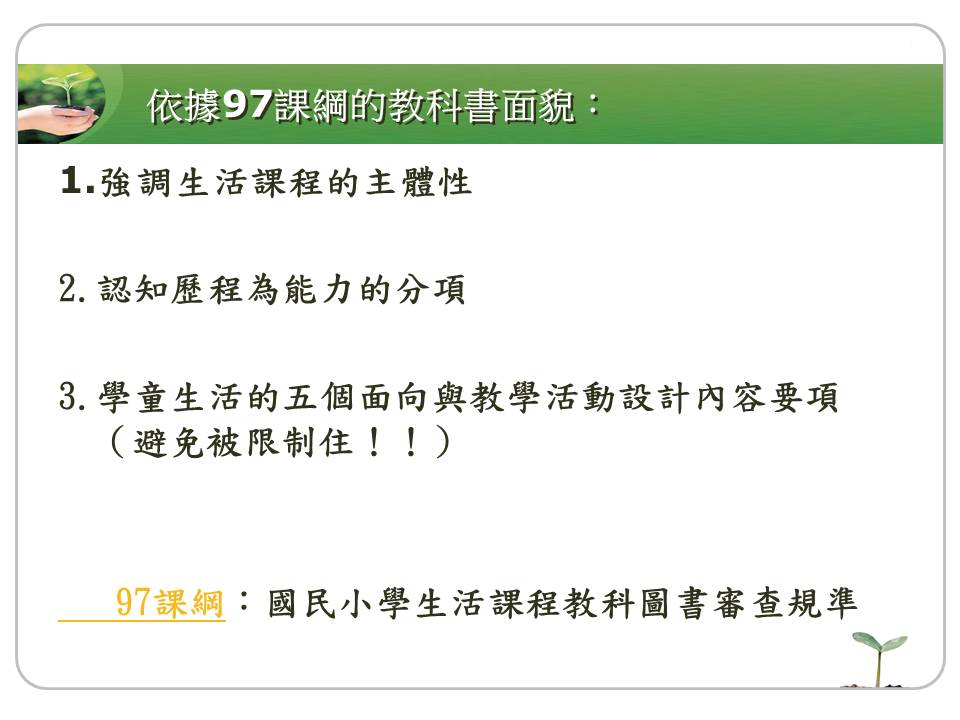 依據97課綱的教科書面貌：
1.強調生活課程的主體性
2.認知歷程為能力的分項
3.學童生活的五個面向與教學活動設計內容要項
（避免被限制住！！）
97課綱：國民小學生活課程教科圖書審查規準